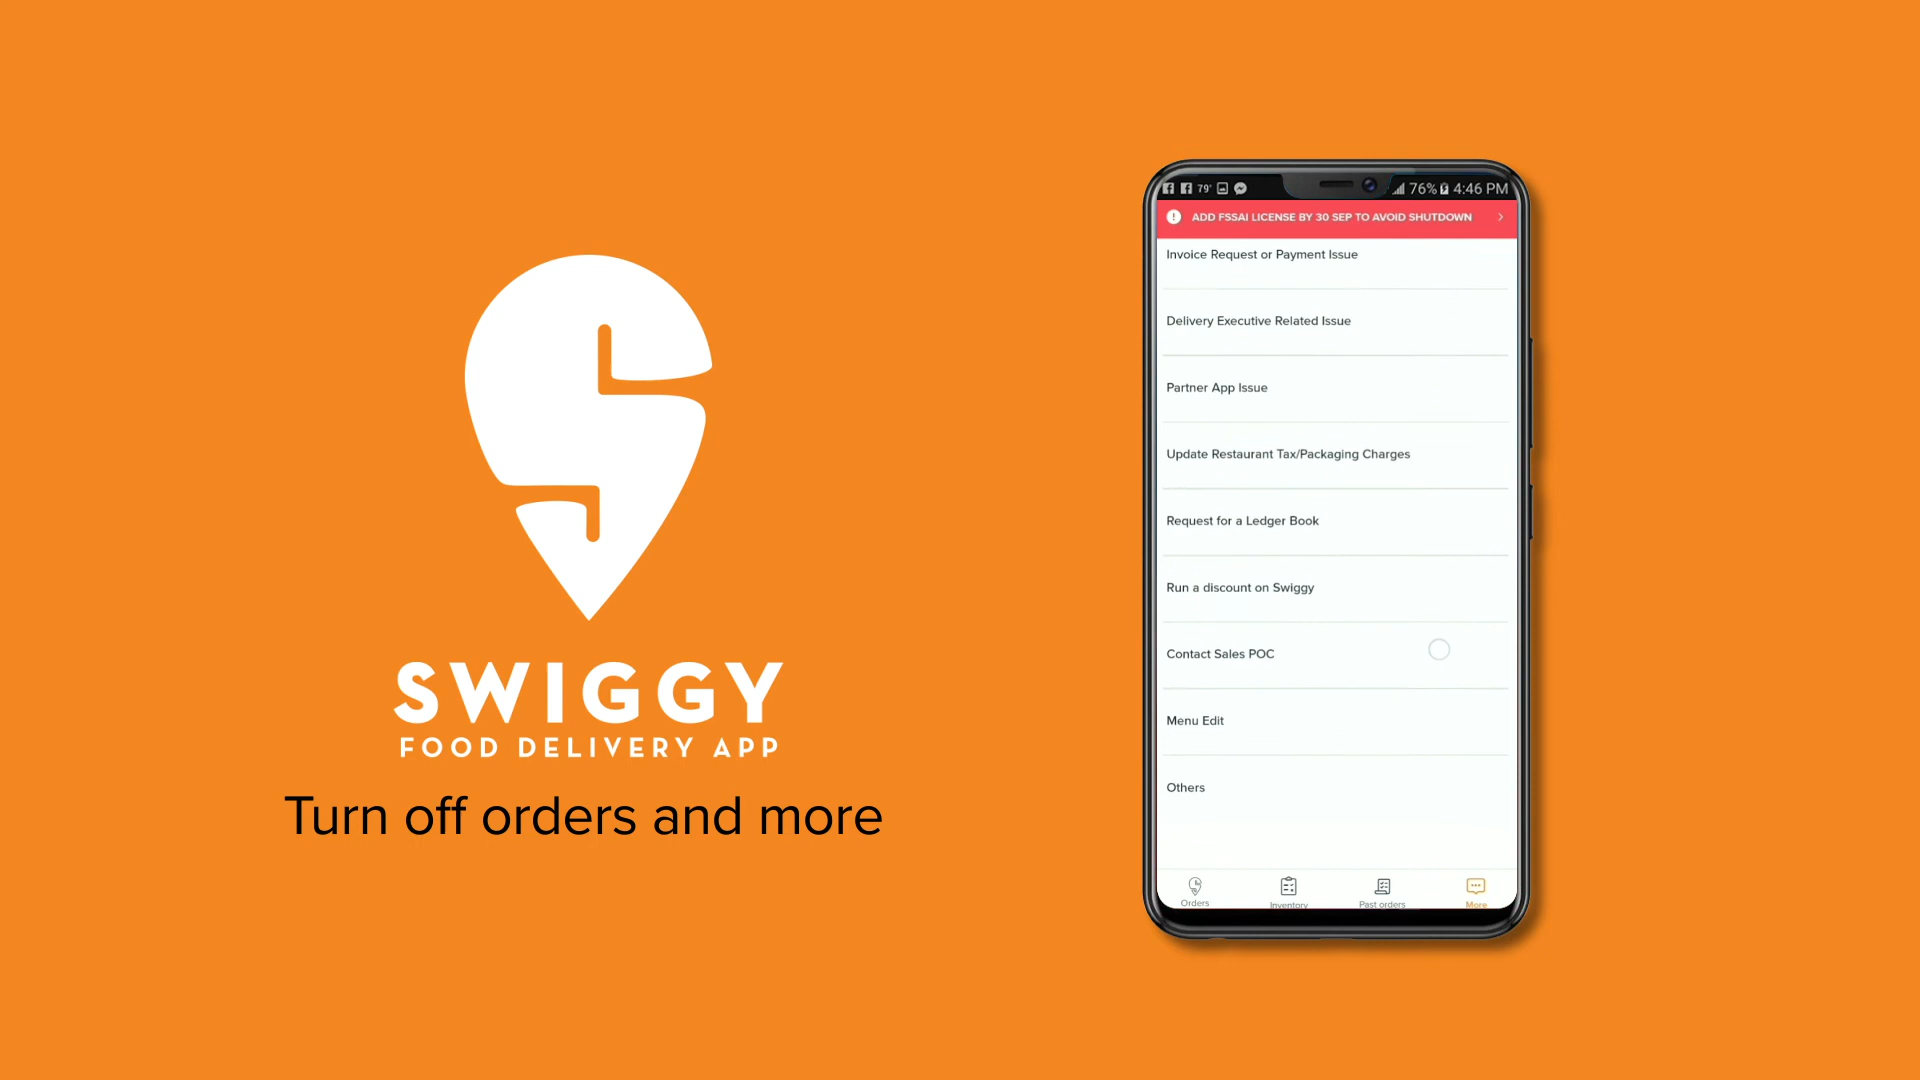 SWIGGY
FOOD DELIVERY APP
Turn off orders and more
79°
76%
4:46 PM
ADD FSSAI LICENSE BY 30 SEP TO AVOID SHUTDOWN
Invoice Request or Payment Issue
Delivery Executive Related Issue
Partner App Issue
Update Restaurant Tax/Packaging Charges
Request for a Ledger Book
Run a discount on Swiggy
Contact Sales POC
Menu Edit
Others
Orders
Inventory
Past orders
More